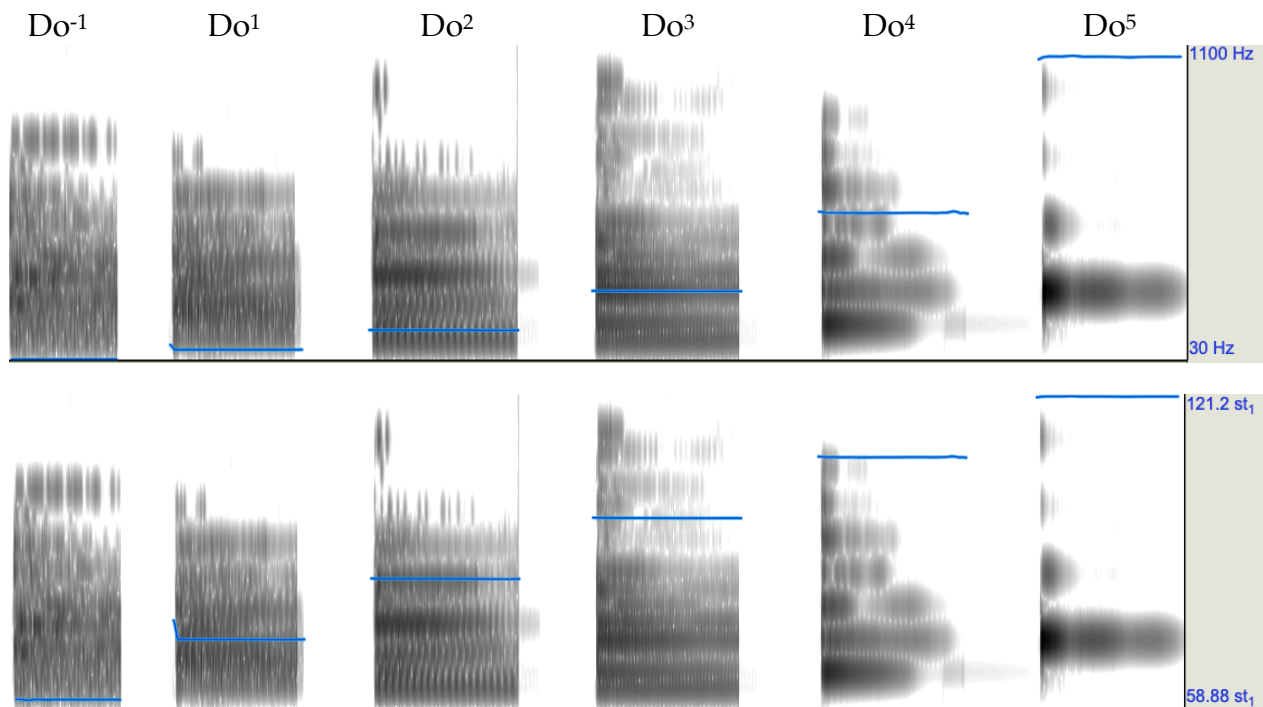 Do⁻¹ Do¹ Do² Do³ Do⁴ Do⁵
1100 Hz
30 Hz
121.2 st₁
58.88 st₁